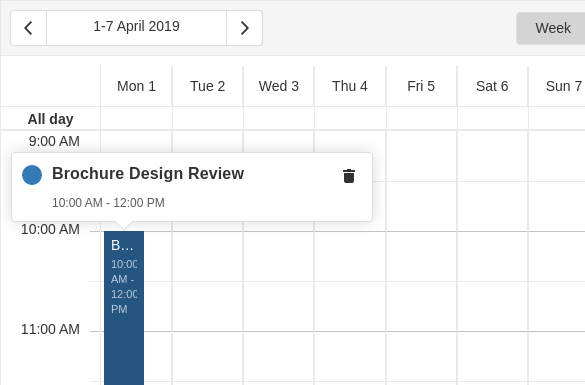 1-7 April 2019
Week
Mon 1 Tue 2 Wed 3 Thu 4 Fri 5 Sat 6 Sun 7
All day
9:00 AM
Brochure Design Review
10:00 AM - 12:00 PM
10:00 AM
B...
10:00
AM -
12:00
PM
11:00 AM